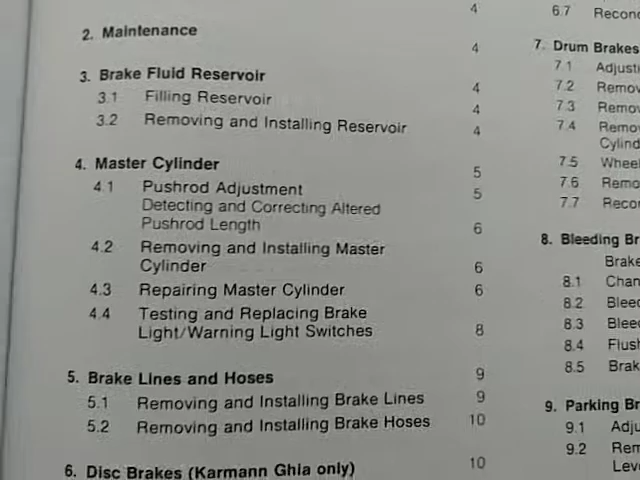 4
2. Maintenance 4
3. Brake Fluid Reservoir 4
3.1 Filling Reservoir 4
3.2 Removing and Installing Reservoir 4
4. Master Cylinder 5
4.1 Pushrod Adjustment 5
Detecting and Correcting Altered
Pushrod Length 6
4.2 Removing and Installing Master
Cylinder 6
4.3 Repairing Master Cylinder 6
4.4 Testing and Replacing Brake
Light/Warning Light Switches 8
5. Brake Lines and Hoses 9
5.1 Removing and Installing Brake Lines 9
5.2 Removing and Installing Brake Hoses 10
6. Disc Brakes (Karmann Ghia only) 10
6.7
7. Drum Brakes
7.1
7.2
7.3
7.4
7.5
7.6
7.7
8. Bleeding
8.1
8.2
8.3
8.4
8.5
9. Parking
9.1
9.2